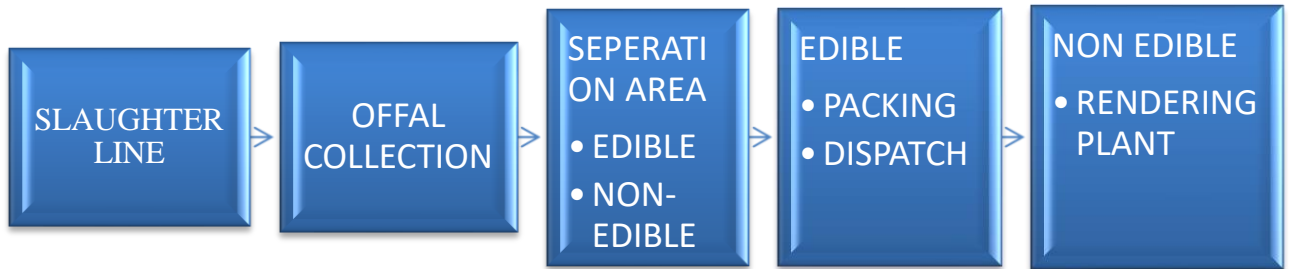 SLAUGHTER
LINE
OFFAL
COLLECTION
SEPERATI
ON AREA
• EDIBLE
• NON-
EDIBLE
EDIBLE
• PACKING
• DISPATCH
NON EDIBLE
• RENDERING
PLANT